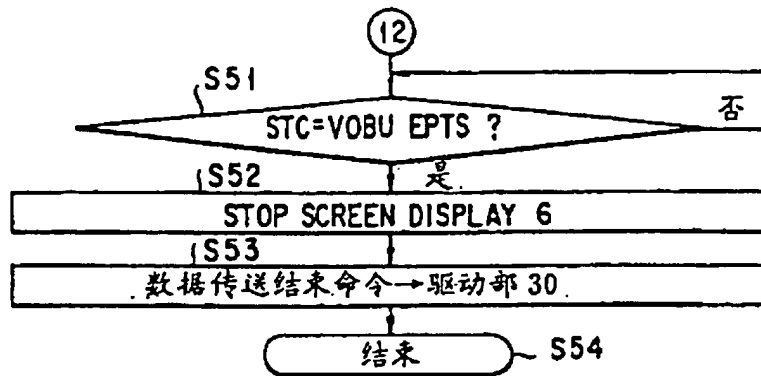 12
S51
STC=VOBU EPTS ?
否
是
S52
STOP SCREEN DISPLAY 6
S53
数据传送结束命令→驱动部 30
结束
S54